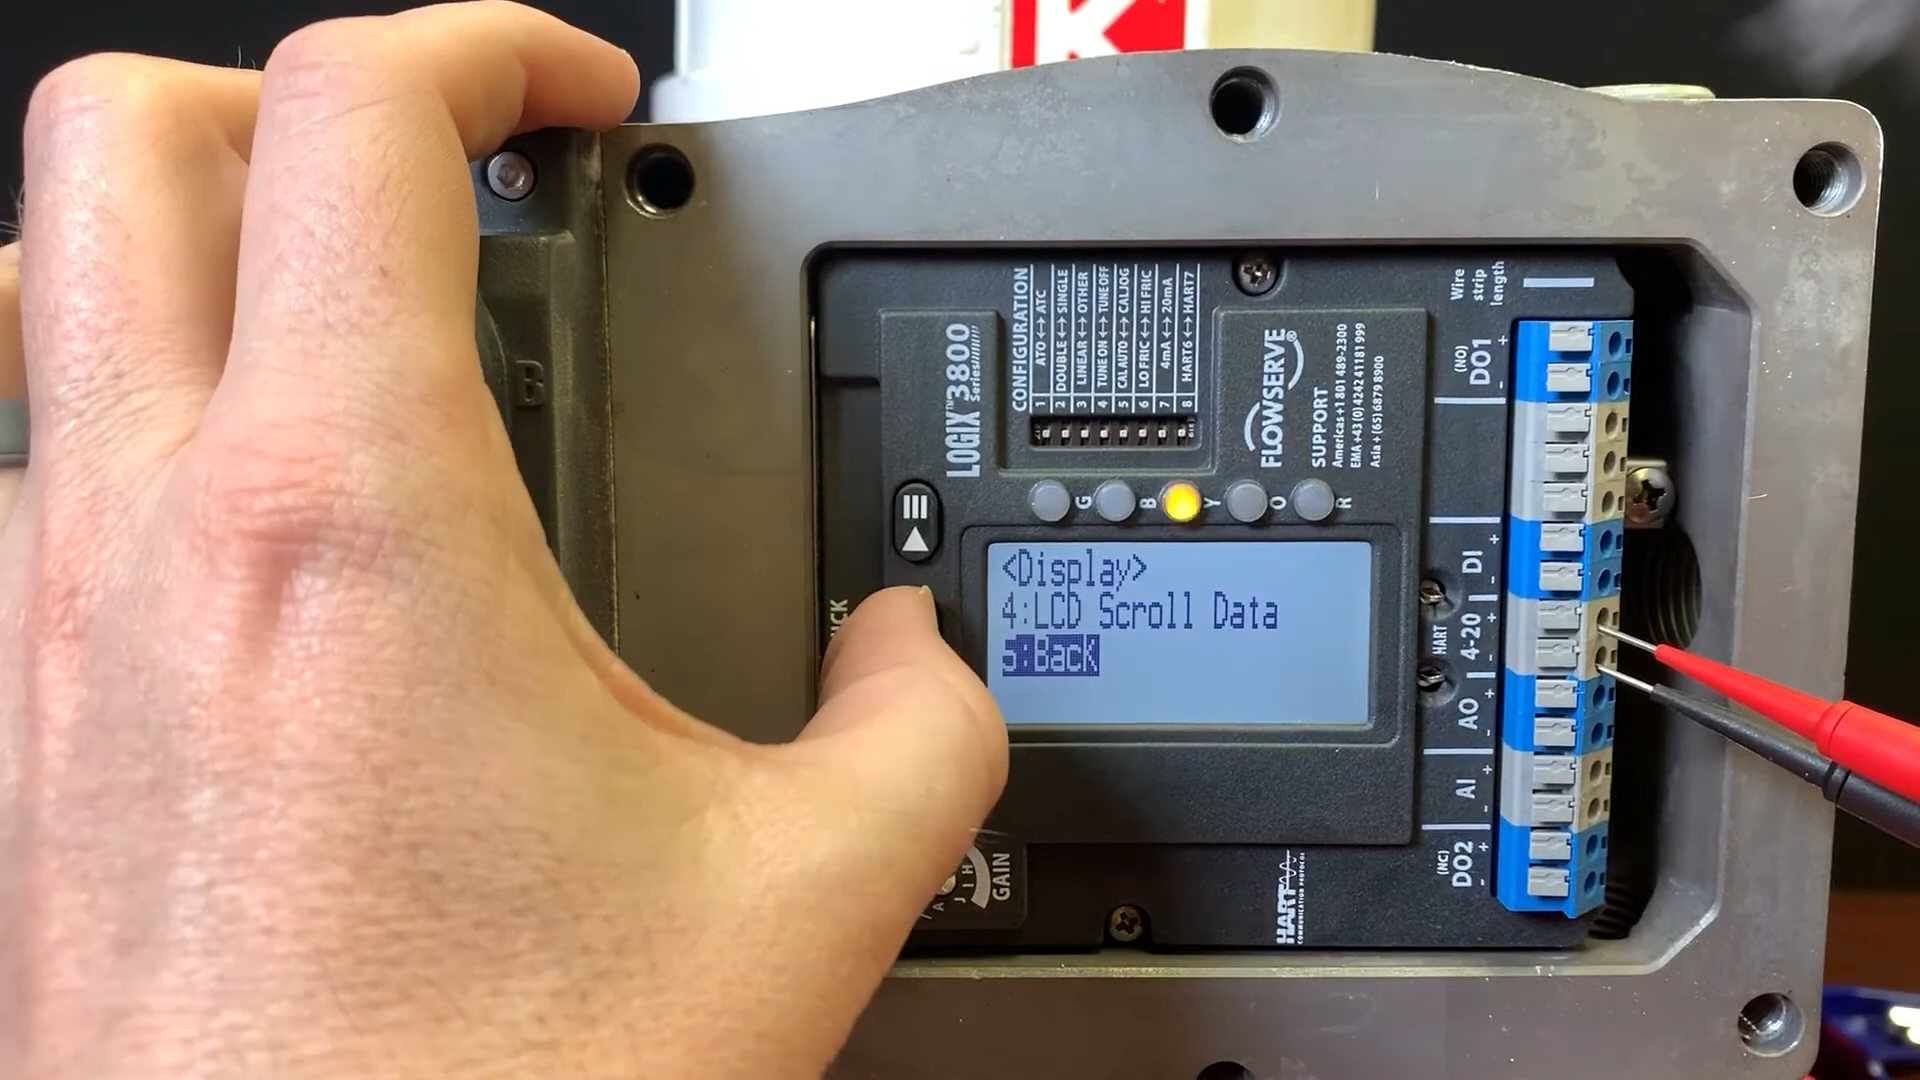 K
B
LOGIX™ 3800
Series
CONFIGURATION
1 ATO <-> ATC
2 DOUBLE <-> SINGLE
3 LINEAR <-> OTHER
4 TUNE ON <-> TUNE OFF
5 CAL AUTO <-> CAL JOG
6 LO FRIC <-> HI FRIC
7 4mA <-> 20mA
8 HART6 <-> HART7
FLOWSERVE®
SUPPORT
Americas +1 801 489-2300
EMA +43 (0) 4242 41181 999
Asia + (65) 6879 8900
G B Y O R
<Display>
4:LCD Scroll Data
5:Back
GAIN
A
J I H
HART
COMMUNICATION PROTOCOL
Wire
strip
length
(NO)
DO1 + -
DI + -
HART
4-20 + -
AO + -
AI + -
(NC)
DO2 + -